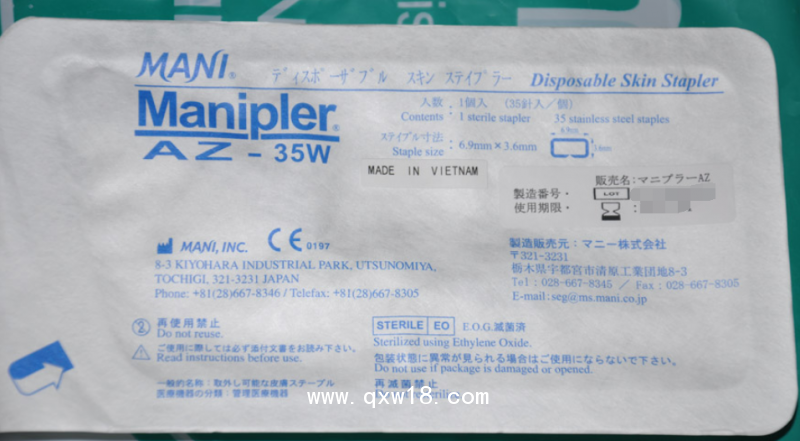 MANI® ディスポーザブル スキン ステイプラー Disposable Skin Stapler
Manipler®
AZ - 35W
入数 : 1個入 (35針入/個)
Contents : 1 sterile stapler 35 stainless steel staples
ステイプル寸法 :
Staple size : 6.9mm×3.6mm
6.9mm
3.6mm
MADE IN VIETNAM
販売名:マニプラーAZ
製造番号・ LOT :
使用期限・ :
MANI, INC. CE 0197
8-3 KIYOHARA INDUSTRIAL PARK, UTSUNOMIYA,
TOCHIGI, 321-3231 JAPAN
Phone: +81(28)667-8346 / Telefax: +81(28)667-8305
製造販売元:マニー株式会社
〒321-3231
栃木県宇都宮市清原工業団地8-3
Tel : 028-667-8345 / Fax : 028-667-8305
E-mail:seg@ms.mani.co.jp
2 再使用禁止
Do not reuse.
ご使用に際しては必ず添付文書をお読み下さい。
Read instructions before use.
一般的名称:取外し可能な皮膚ステープル
医療機器の分類:管理医療機器
STERILE EO E.O.G.滅菌済
Sterilized using Ethylene Oxide.
包装状態に異常が見られる場合はご使用にならないで下さい。
Do not use if package is damaged or opened.
再滅菌禁止
www.qxw18.com